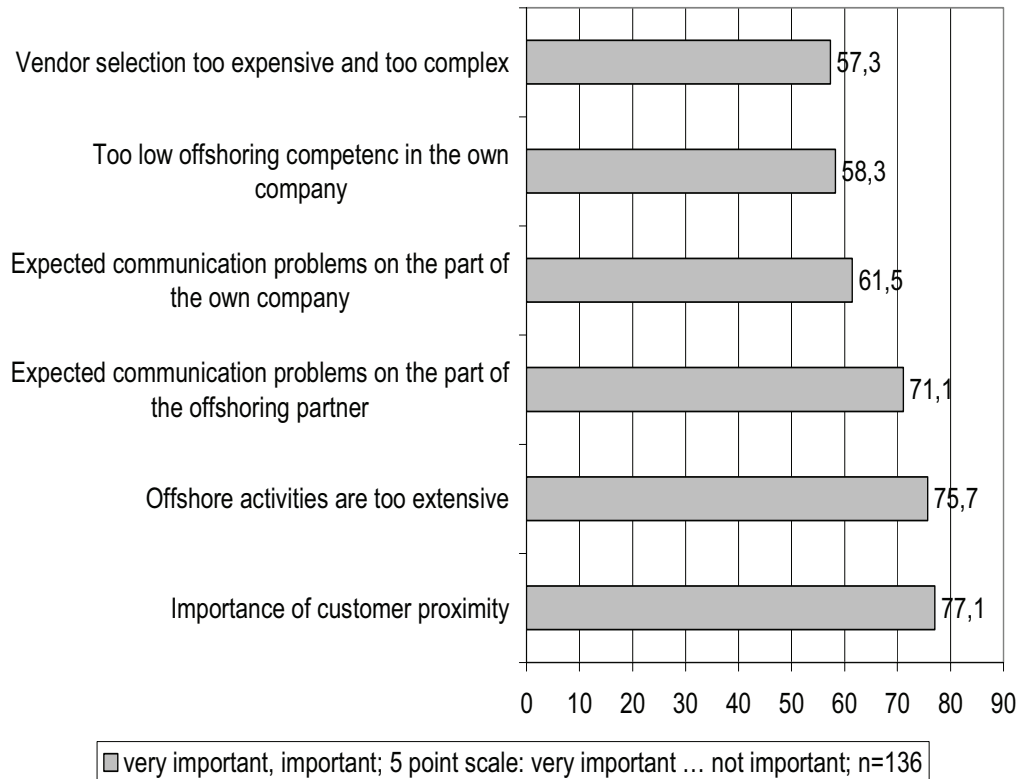 Vendor selection too expensive and too complex
57,3
Too low offshoring competenc in the own
company
58,3
Expected communication problems on the part of
the own company
61,5
Expected communication problems on the part of
the offshoring partner
71,1
Offshore activities are too extensive
75,7
Importance of customer proximity
77,1
0 10 20 30 40 50 60 70 80 90
very important, important; 5 point scale: very important … not important; n=136